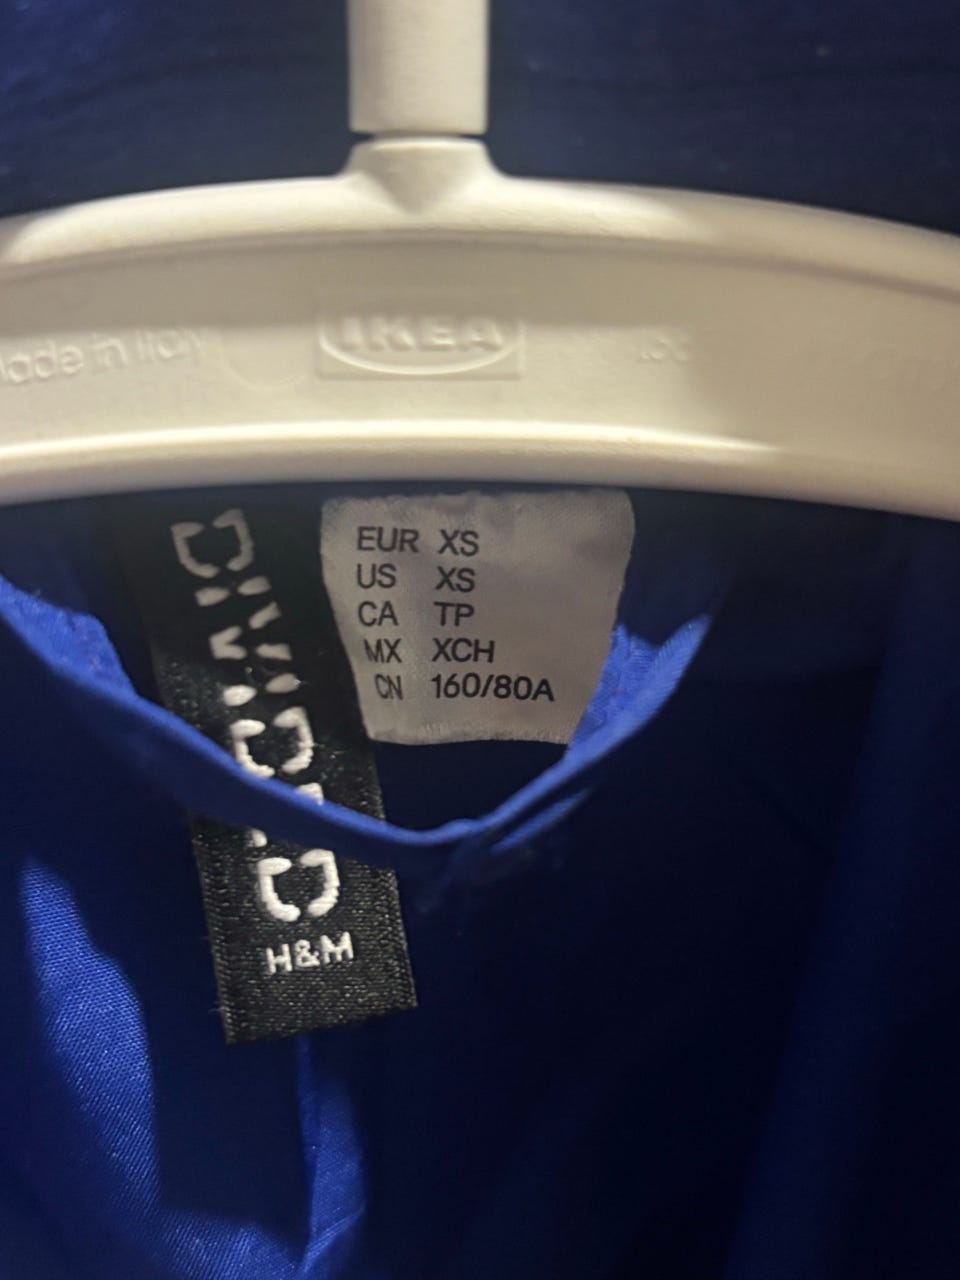 Made in Italy
IKEA
EUR XS
US XS
CA TP
MX XCH
CN 160/80A
DIVIDED
H&M